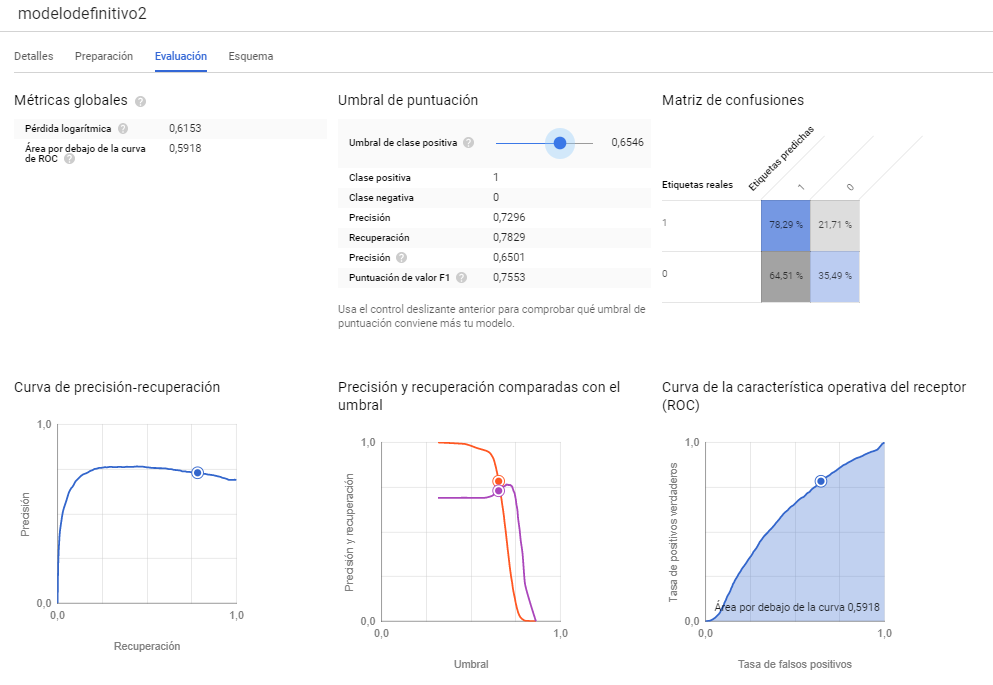 modelodefinitivo2
Detalles Preparación Evaluación Esquema
Métricas globales ?
Pérdida logarítmica ? 0,6153
Área por debajo de la curva
de ROC ? 0,5918
Umbral de puntuación
Umbral de clase positiva ? 0,6546
Clase positiva 1
Clase negativa 0
Precisión 0,7296
Recuperación 0,7829
Precisión ? 0,6501
Puntuación de valor F1 ? 0,7553
Usa el control deslizante anterior para comprobar qué umbral de
puntuación conviene más tu modelo.
Matriz de confusiones
Etiquetas predichas
Etiquetas reales 1 0
1 78,29 % 21,71 %
0 64,51 % 35,49 %
Curva de precisión-recuperación
1,0
Precisión
0,0
0,0 1,0
Recuperación
Precisión y recuperación comparadas con el
umbral
1,0
Precisión y recuperación
0,0
0,0 1,0
Umbral
Curva de la característica operativa del receptor
(ROC)
1,0
Tasa de positivos verdaderos
Área por debajo de la curva 0,5918
0,0
0,0 1,0
Tasa de falsos positivos